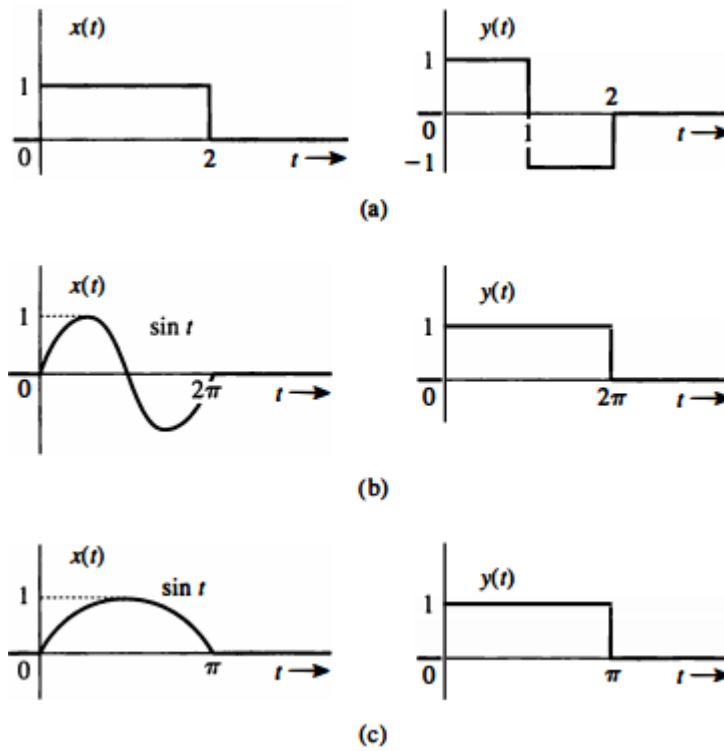 x(t) y(t)
1 1
2
0 2 t → 0 1
−1 t →
(a)
x(t) y(t)
1 sin t 1
0 2π t → 0 2π t →
(b)
x(t) y(t)
1 sin t 1
0 π t → 0 π t →
(c)